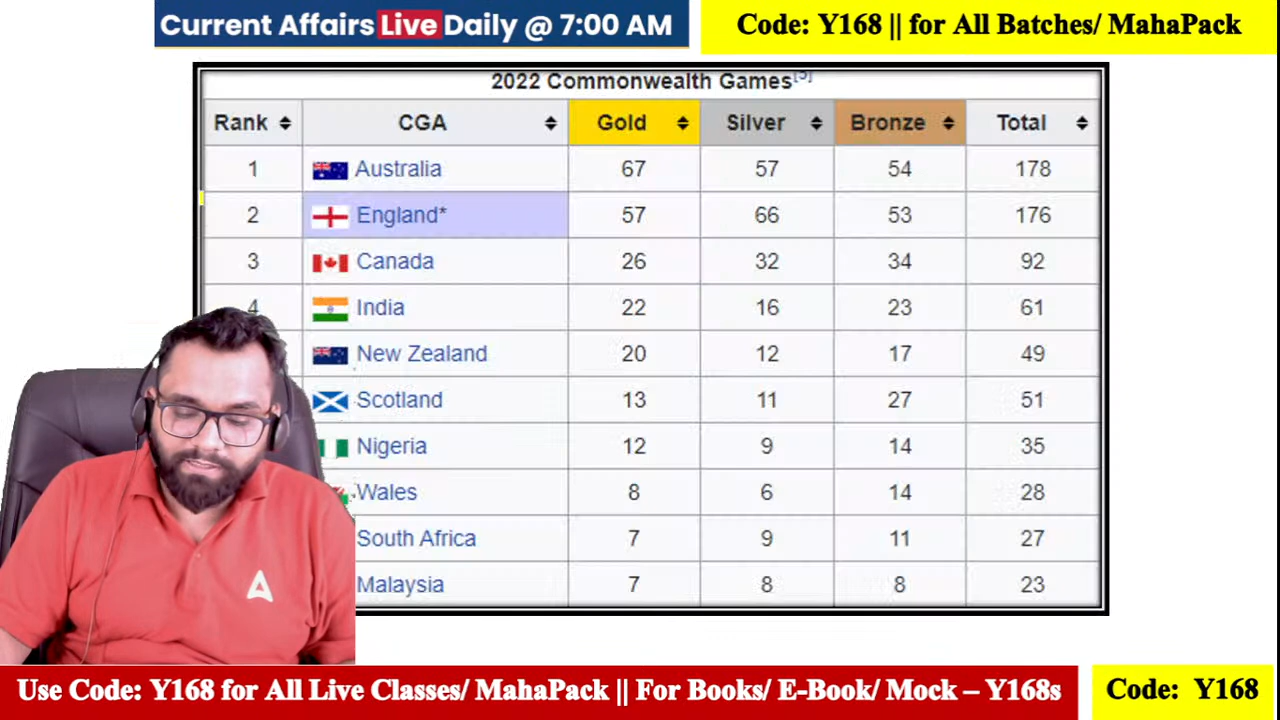 Current Affairs Live Daily @ 7:00 AM
Code: Y168 || for All Batches/ MahaPack
2022 Commonwealth Games[5]
Rank CGA Gold Silver Bronze Total
1 Australia 67 57 54 178
2 England* 57 66 53 176
3 Canada 26 32 34 92
4 India 22 16 23 61
New Zealand 20 12 17 49
Scotland 13 11 27 51
Nigeria 12 9 14 35
Wales 8 6 14 28
South Africa 7 9 11 27
Malaysia 7 8 8 23
Use Code: Y168 for All Live Classes/ MahaPack || For Books/ E-Book/ Mock – Y168s
Code: Y168